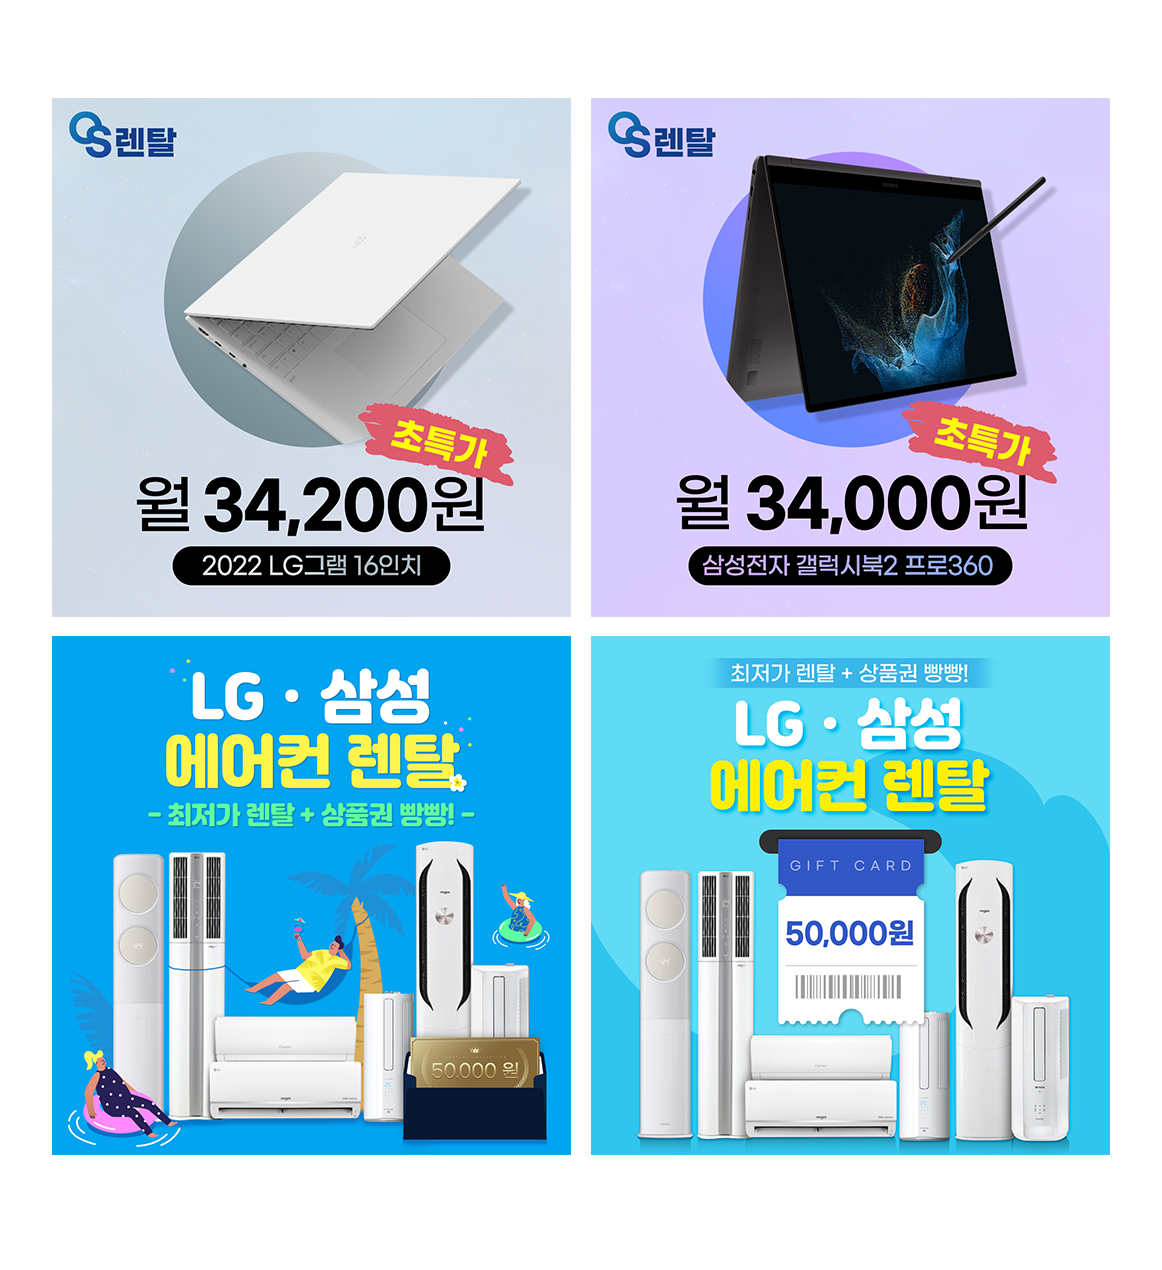 OS렌탈
초특가
월 34,200원
2022 LG그램 16인치
OS렌탈
초특가
월 34,000원
삼성전자 갤럭시북2 프로360
LG · 삼성
에어컨 렌탈
- 최저가 렌탈 + 상품권 빵빵! -
50,000 원
최저가 렌탈 + 상품권 빵빵!
LG · 삼성
에어컨 렌탈
GIFT CARD
50,000원